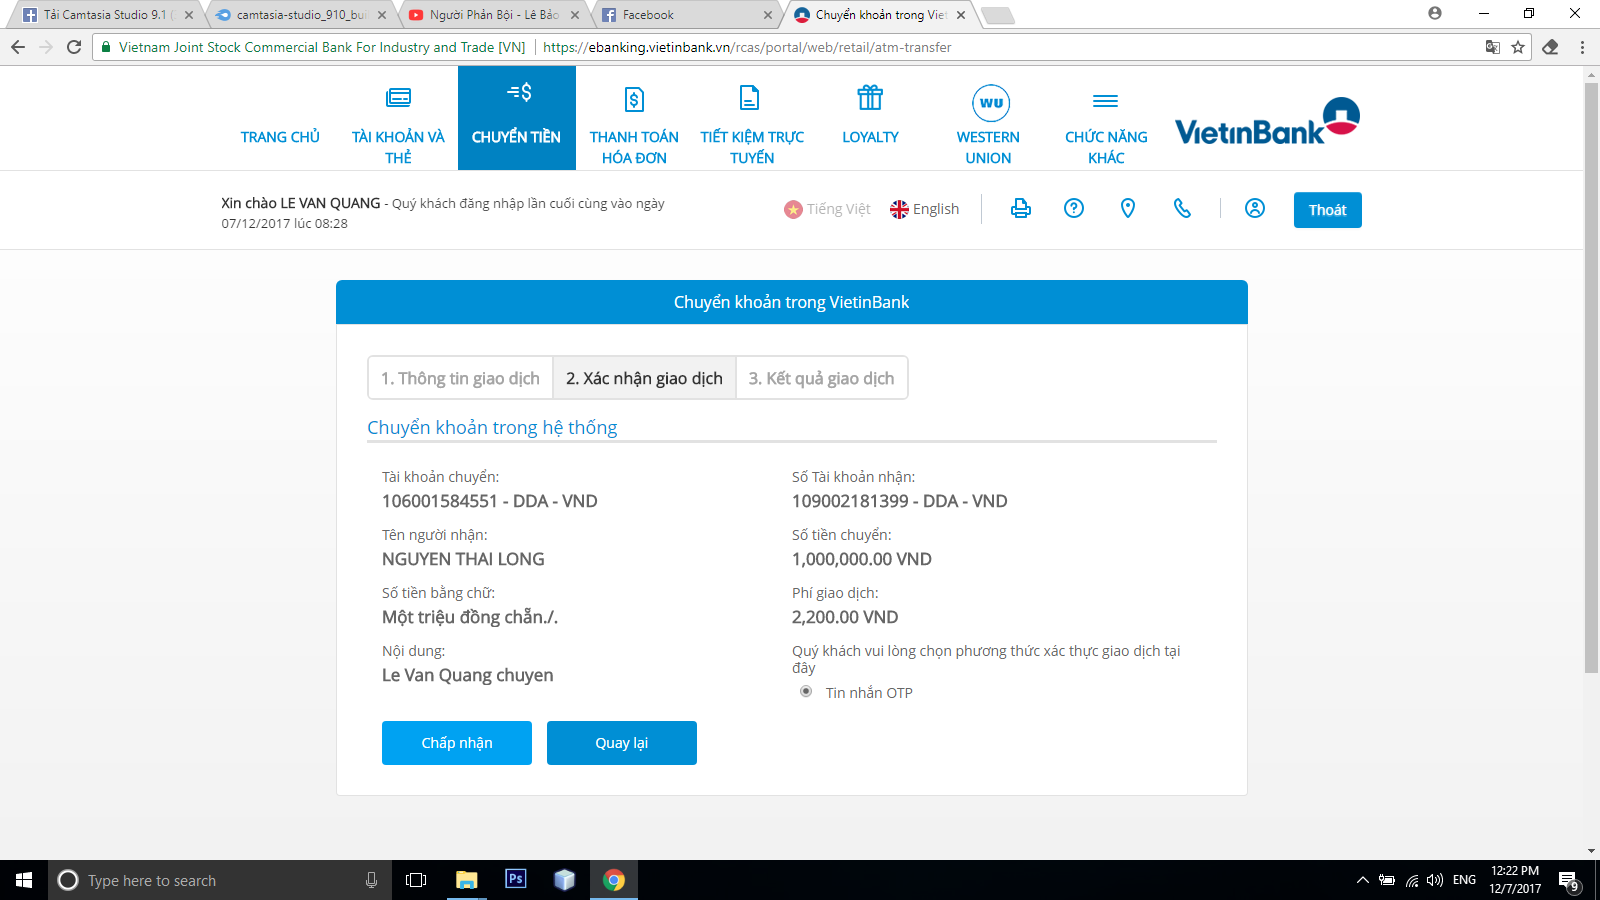 Tải Camtasia Studio 9.1 (
camtasia-studio_910_bui
Người Phản Bội - Lê Bảo
Facebook
Chuyển khoản trong Viet
Vietnam Joint Stock Commercial Bank For Industry and Trade [VN]
https://ebanking.vietinbank.vn/rcas/portal/web/retail/atm-transfer
TRANG CHỦ
TÀI KHOẢN VÀ
THẺ
CHUYỂN TIỀN
THANH TOÁN
HÓA ĐƠN
TIẾT KIỆM TRỰC
TUYẾN
LOYALTY
WU
WESTERN
UNION
CHỨC NĂNG
KHÁC
VietinBank
Xin chào LE VAN QUANG - Quý khách đăng nhập lần cuối cùng vào ngày
07/12/2017 lúc 08:28
Tiếng Việt
English
Thoát
Chuyển khoản trong VietinBank
1. Thông tin giao dịch
2. Xác nhận giao dịch
3. Kết quả giao dịch
Chuyển khoản trong hệ thống
Tài khoản chuyển:
106001584551 - DDA - VND
Số Tài khoản nhận:
109002181399 - DDA - VND
Tên người nhận:
NGUYEN THAI LONG
Số tiền chuyển:
1,000,000.00 VND
Số tiền bằng chữ:
Một triệu đồng chẵn./.
Phí giao dịch:
2,200.00 VND
Nội dung:
Le Van Quang chuyen
Quý khách vui lòng chọn phương thức xác thực giao dịch tại
đây
Tin nhắn OTP
Chấp nhận
Quay lại
Type here to search
Ps
ENG
12:22 PM
12/7/2017
9